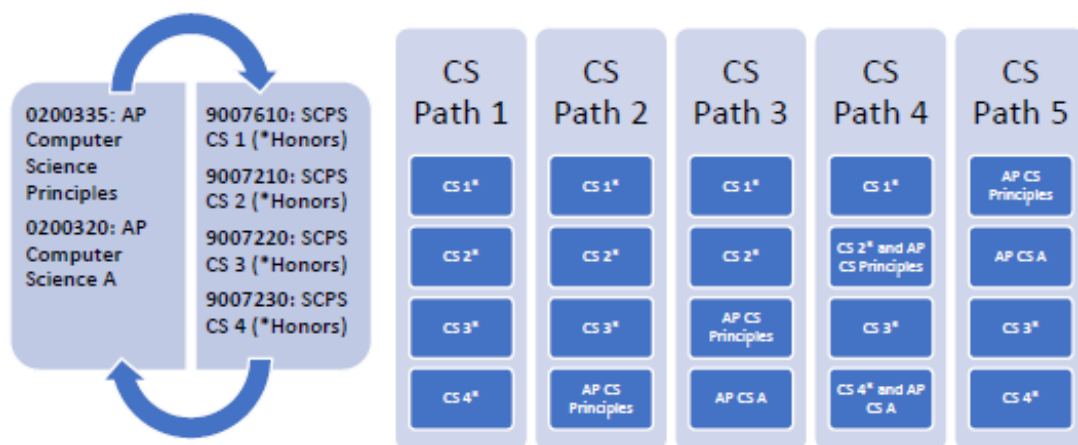 0200335: AP
Computer
Science
Principles
0200320: AP
Computer
Science A
9007610: SCPS
CS 1 (*Honors)
9007210: SCPS
CS 2 (*Honors)
9007220: SCPS
CS 3 (*Honors)
9007230: SCPS
CS 4 (*Honors)
CS
Path 1
CS 1*
CS 2*
CS 3*
CS 4*
CS
Path 2
CS 1*
CS 2*
CS 3*
AP CS
Principles
CS
Path 3
CS 1*
CS 2*
AP CS
Principles
AP CS A
CS
Path 4
CS 1*
CS 2* and AP
CS Principles
CS 3*
CS 4* and AP
CS A
CS
Path 5
AP CS
Principles
AP CS A
CS 3*
CS 4*